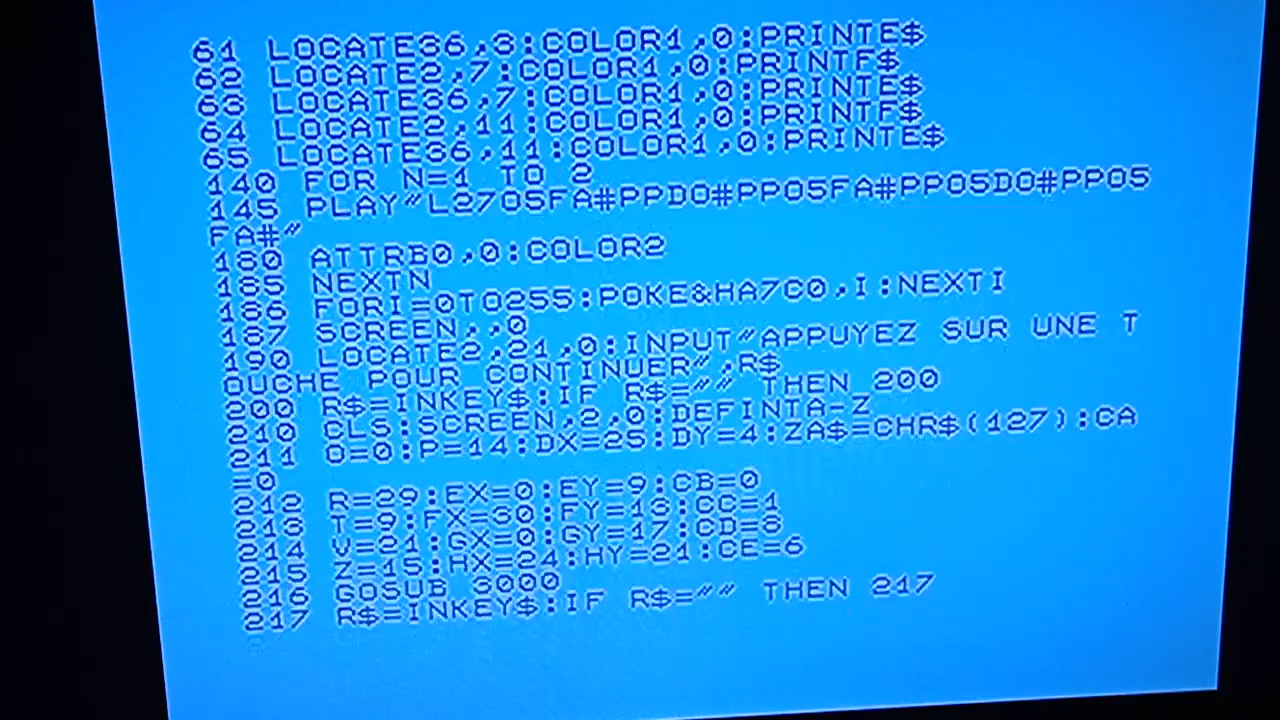 61 LOCATE36,3:COLOR1,0:PRINTE$
62 LOCATE2,7:COLOR1,0:PRINTF$
63 LOCATE36,7:COLOR1,0:PRINTE$
64 LOCATE2,11:COLOR1,0:PRINTF$
65 LOCATE36,11:COLOR1,0:PRINTE$
140 FOR N=1 TO 2
145 PLAY"L27O5FA#PPDO#PPO5FA#PPO5DO#PPO5
FA#"
180 ATTRB0,0:COLOR2
185 NEXTN
186 FORI=0TO255:POKE&HA7C0,I:NEXTI
187 SCREEN,,0
190 LOCATE2,21,0:INPUT"APPUYEZ SUR UNE T
OUCHE POUR CONTINUER";R$
200 R$=INKEY$:IF R$="" THEN 200
210 CLS:SCREEN,2,0:DEFINTA-Z
211 O=0:P=14:DX=25:DY=4:ZA$=CHR$(127):CA
=0
212 R=29:EX=0:EY=9:CB=0
213 T=9:FX=30:FY=13:CC=1
214 V=21:GX=0:GY=17:CD=8
215 Z=15:HX=24:HY=21:CE=6
216 GOSUB 3000
217 R$=INKEY$:IF R$="" THEN 217